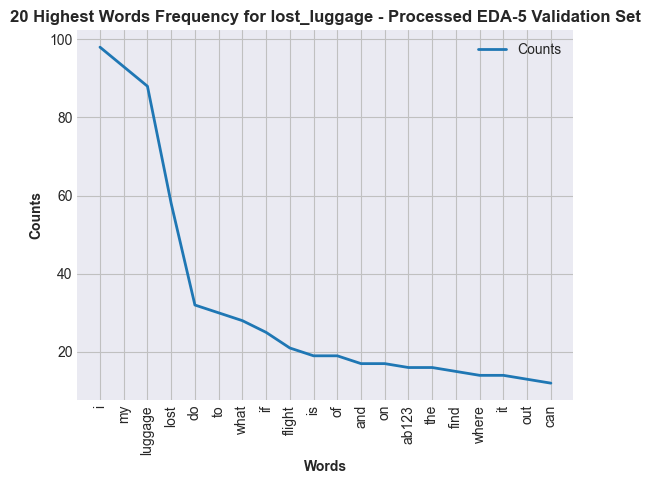 20 Highest Words Frequency for lost_luggage - Processed EDA-5 Validation Set
Counts
100
80
60
40
20
Counts
i
my
luggage
lost
do
to
what
if
flight
is
of
and
on
ab123
the
find
where
it
out
can
Words